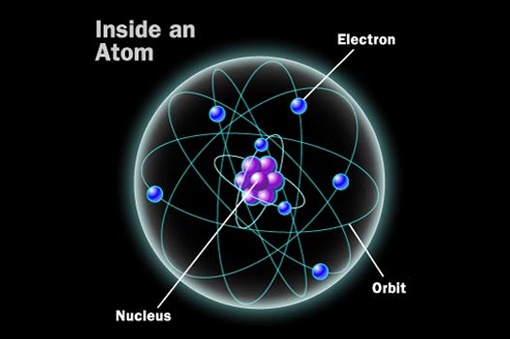 Inside an
Atom
Electron
Orbit
Nucleus